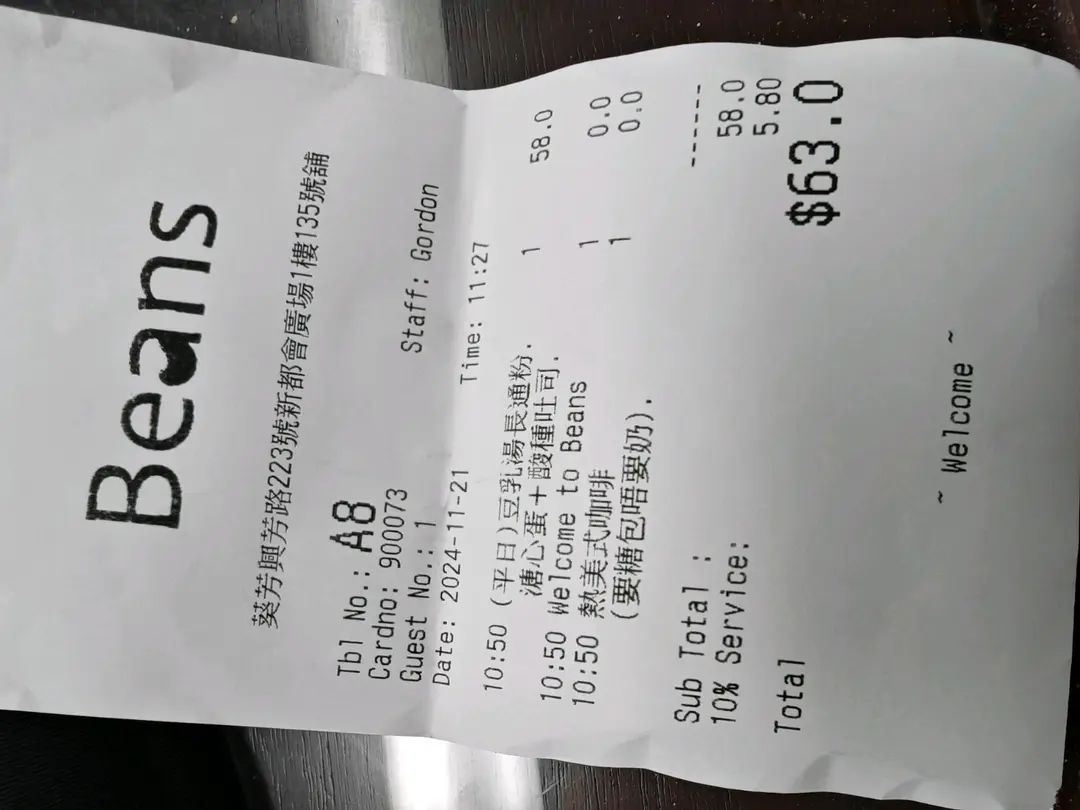 Beans
葵芳興芳路223號新都會廣場1樓135號舖
Tbl No.: A8
Cardno: 900073
Guest No.: 1 Staff: Gordon
Date: 2024-11-21 Time: 11:27
10:50 (平日)豆乳湯長通粉. 1 58.0
溏心蛋＋酸種吐司.
10:50 Welcome to Beans 1 0.0
10:50 熱美式咖啡 1 0.0
(要糖包唔要奶).
------
Sub Total : 58.0
10% Service: 5.80
Total $63.0
~ Welcome ~